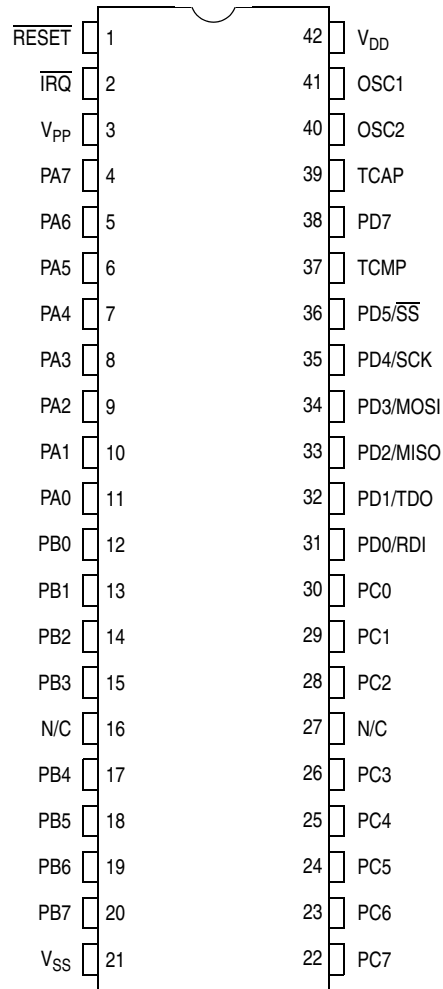 RESET 1 42 VDD
IRQ 2 41 OSC1
VPP 3 40 OSC2
PA7 4 39 TCAP
PA6 5 38 PD7
PA5 6 37 TCMP
PA4 7 36 PD5/SS
PA3 8 35 PD4/SCK
PA2 9 34 PD3/MOSI
PA1 10 33 PD2/MISO
PA0 11 32 PD1/TDO
PB0 12 31 PD0/RDI
PB1 13 30 PC0
PB2 14 29 PC1
PB3 15 28 PC2
N/C 16 27 N/C
PB4 17 26 PC3
PB5 18 25 PC4
PB6 19 24 PC5
PB7 20 23 PC6
VSS 21 22 PC7